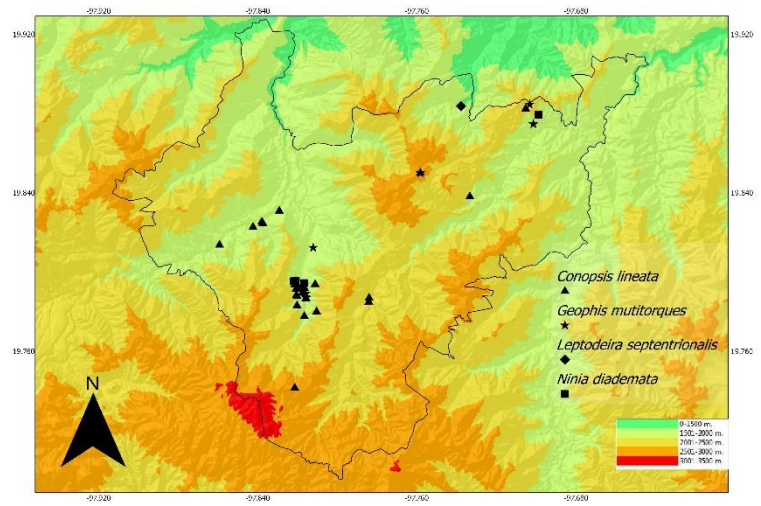 -97.920 -97.840 -97.760 -97.680
19.920 19.920
19.840 19.840
Conopsis lineata
Geophis mutitorques
Leptodeira septentrionalis
19.760 19.760
Ninia diademata
N
0-1500 m.
1501-2000 m.
2001-2500 m.
2501-3000 m.
3001-3500 m.
-97.920 -97.840 -97.760 -97.680